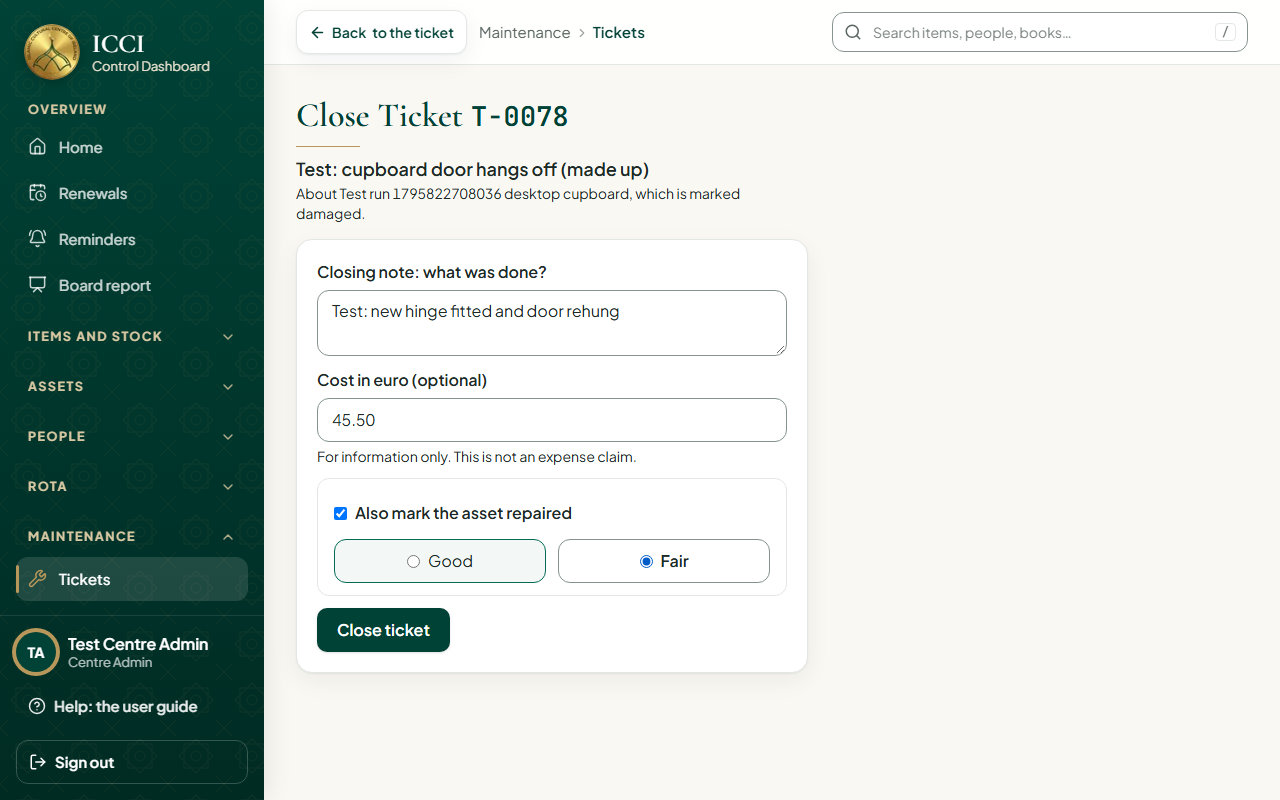 ICCI
Control Dashboard
OVERVIEW
Home
Renewals
Reminders
Board report
ITEMS AND STOCK
ASSETS
PEOPLE
ROTA
MAINTENANCE
Tickets
TA
Test Centre Admin
Centre Admin
Help: the user guide
Sign out
Back to the ticket
Maintenance › Tickets
Search items, people, books...
/
Close Ticket T-0078
Test: cupboard door hangs off (made up)
About Test run 1795822708036 desktop cupboard, which is marked
damaged.
Closing note: what was done?
Test: new hinge fitted and door rehung
Cost in euro (optional)
45.50
For information only. This is not an expense claim.
Also mark the asset repaired
Good
Fair
Close ticket